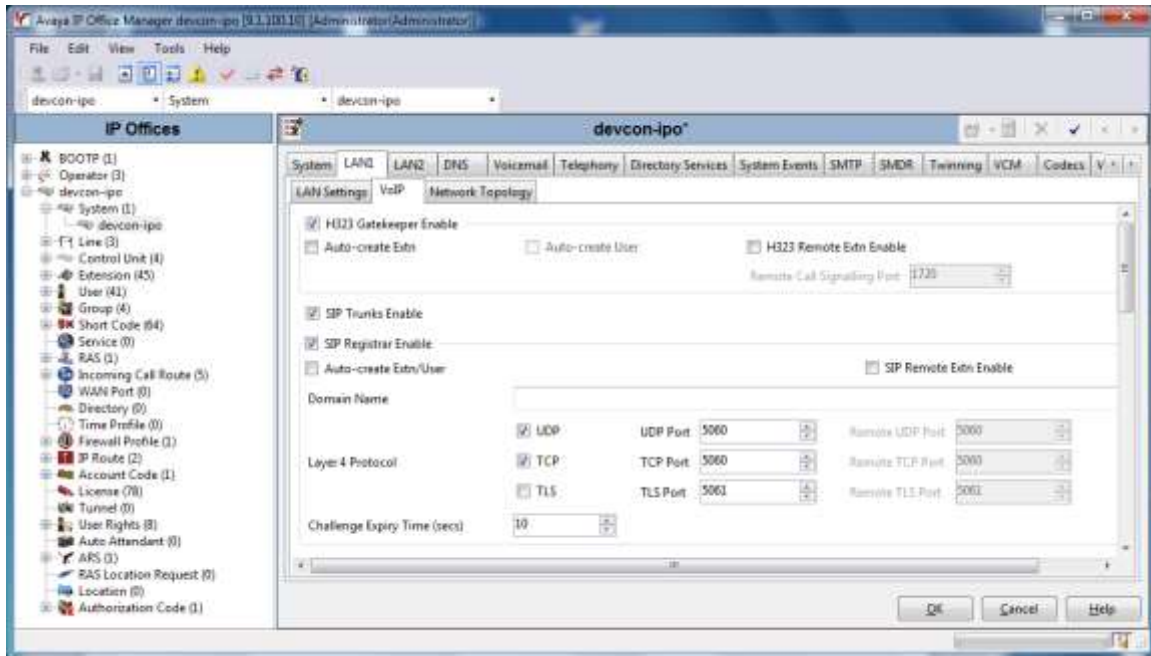 Avaya IP Office Manager devcon-ipo [9.1.100.10] [Administrator(Administrator)]
File Edit View Tools Help
devcon-ipo System devcon-ipo
IP Offices
BOOTP (1)
Operator (3)
devcon-ipo
System (1)
devcon-ipo
Line (3)
Control Unit (4)
Extension (45)
User (41)
Group (4)
Short Code (64)
Service (0)
RAS (1)
Incoming Call Route (5)
WAN Port (0)
Directory (0)
Time Profile (0)
Firewall Profile (1)
IP Route (2)
Account Code (1)
License (78)
Tunnel (0)
User Rights (8)
Auto Attendant (0)
ARS (1)
RAS Location Request (0)
Location (0)
Authorization Code (1)
devcon-ipo*
System LAN1 LAN2 DNS Voicemail Telephony Directory Services System Events SMTP SMDR Twinning VCM Codecs V
LAN Settings VoIP Network Topology
H323 Gatekeeper Enable
Auto-create Extn Auto-create User H323 Remote Extn Enable
Remote Call Signalling Port 1720
SIP Trunks Enable
SIP Registrar Enable
Auto-create Extn/User SIP Remote Extn Enable
Domain Name
UDP UDP Port 5060 Remote UDP Port 5060
Layer 4 Protocol TCP TCP Port 5060 Remote TCP Port 5060
TLS TLS Port 5061 Remote TLS Port 5061
Challenge Expiry Time (secs) 10
OK Cancel Help